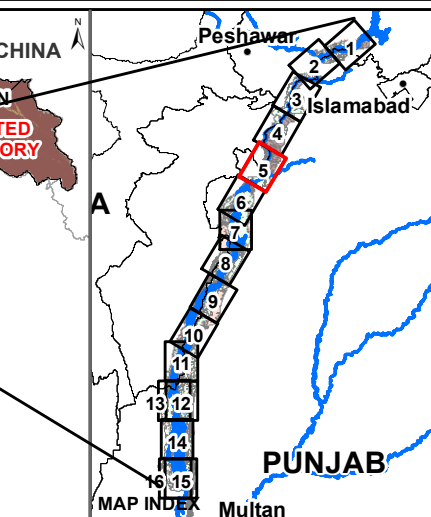 CHINA
N
N
TED
ORY
A
Peshawar
Islamabad
1
2
3
4
5
6
7
8
9
10
11
13 12
14
16 15
PUNJAB
MAP INDEX
Multan